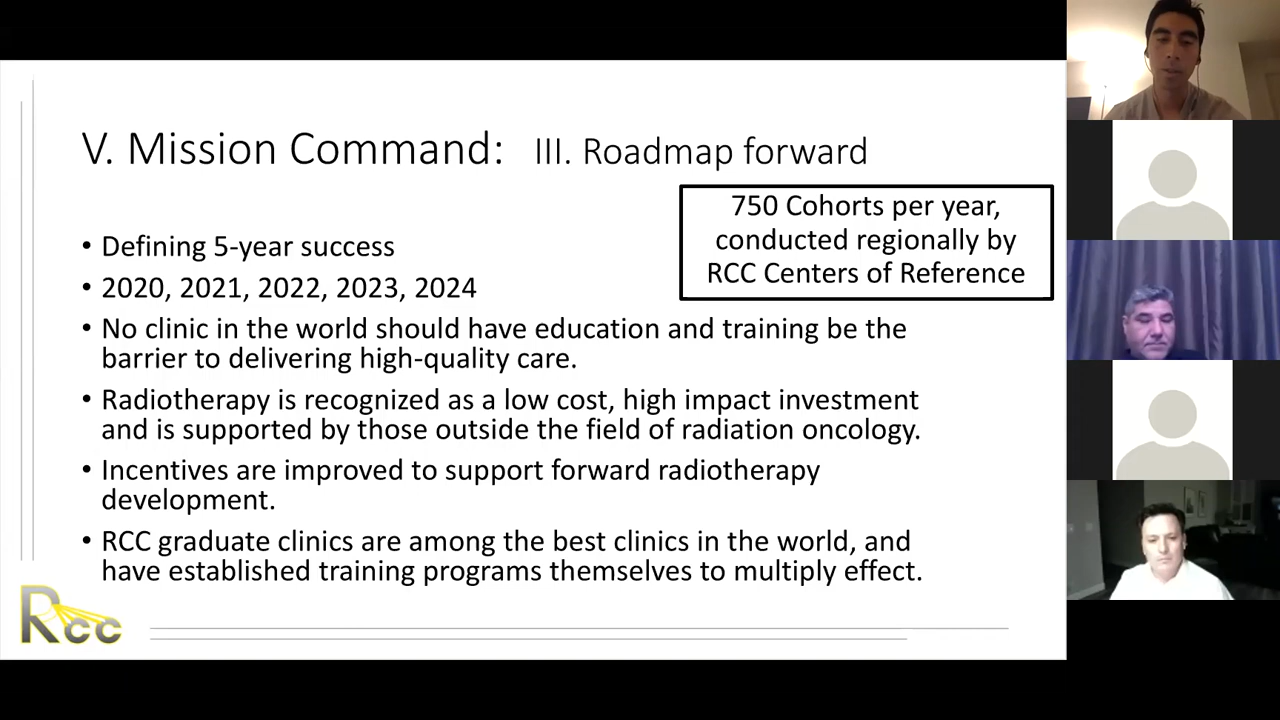 V. Mission Command: III. Roadmap forward
750 Cohorts per year,
conducted regionally by
RCC Centers of Reference
• Defining 5-year success
• 2020, 2021, 2022, 2023, 2024
• No clinic in the world should have education and training be the
barrier to delivering high-quality care.
• Radiotherapy is recognized as a low cost, high impact investment
and is supported by those outside the field of radiation oncology.
• Incentives are improved to support forward radiotherapy
development.
• RCC graduate clinics are among the best clinics in the world, and
have established training programs themselves to multiply effect.
Rcc